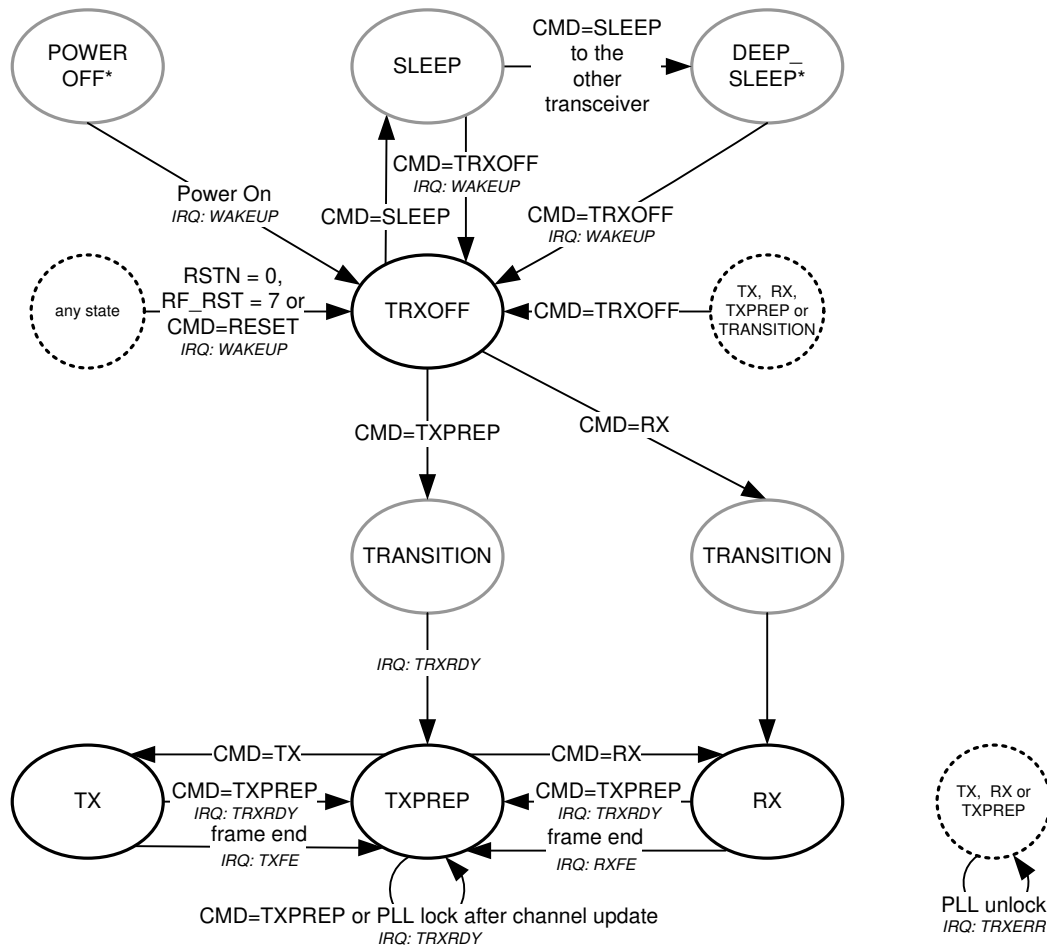 POWER
OFF*
SLEEP
CMD=SLEEP
to the
other
transceiver
DEEP_
SLEEP*
Power On
IRQ: WAKEUP
CMD=SLEEP
CMD=TRXOFF
IRQ: WAKEUP
CMD=TRXOFF
IRQ: WAKEUP
any state
RSTN = 0,
RF_RST = 7 or
CMD=RESET
IRQ: WAKEUP
TRXOFF
CMD=TRXOFF
TX, RX,
TXPREP or
TRANSITION
CMD=TXPREP
CMD=RX
TRANSITION
TRANSITION
IRQ: TRXRDY
TX
CMD=TX
CMD=TXPREP
IRQ: TRXRDY
frame end
IRQ: TXFE
TXPREP
CMD=RX
CMD=TXPREP
IRQ: TRXRDY
frame end
IRQ: RXFE
RX
TX, RX or
TXPREP
CMD=TXPREP or PLL lock after channel update
IRQ: TRXRDY
PLL unlock
IRQ: TRXERR